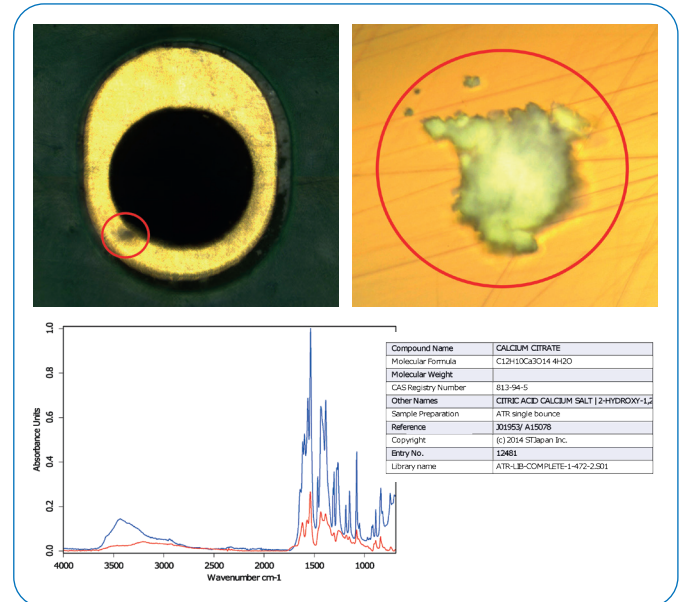 1.0
0.8
0.6
0.4
0.2
0.0
Absorbance Units
4000 3500 3000 2500 2000 1500 1000
Wavenumber cm-1
Compound Name CALCIUM CITRATE
Molecular Formula C12H10Ca3O14 4H2O
Molecular Weight
CAS Registry Number 813-94-5
Other Names CITRIC ACID CALCIUM SALT | 2-HYDROXY-1,2
Sample Preparation ATR single bounce
Reference J01953/ A15078
Copyright (c) 2014 STJapan Inc.
Entry No. 12481
Library name ATR-LIB-COMPLETE-1-472-2.S01